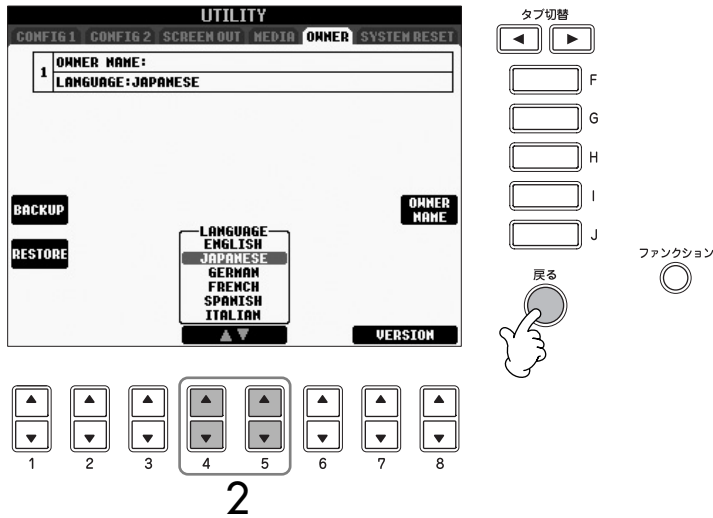 UTILITY
CONFIG 1 CONFIG 2 SCREEN OUT MEDIA OWNER SYSTEM RESET
1
OWNER NAME:
LANGUAGE:JAPANESE
BACKUP
OWNER
NAME
RESTORE
LANGUAGE
ENGLISH
JAPANESE
GERMAN
FRENCH
SPANISH
ITALIAN
VERSION
タブ切替
F
G
H
I
J
戻る
ファンクション
1 2 3 4 5 6 7 8
2